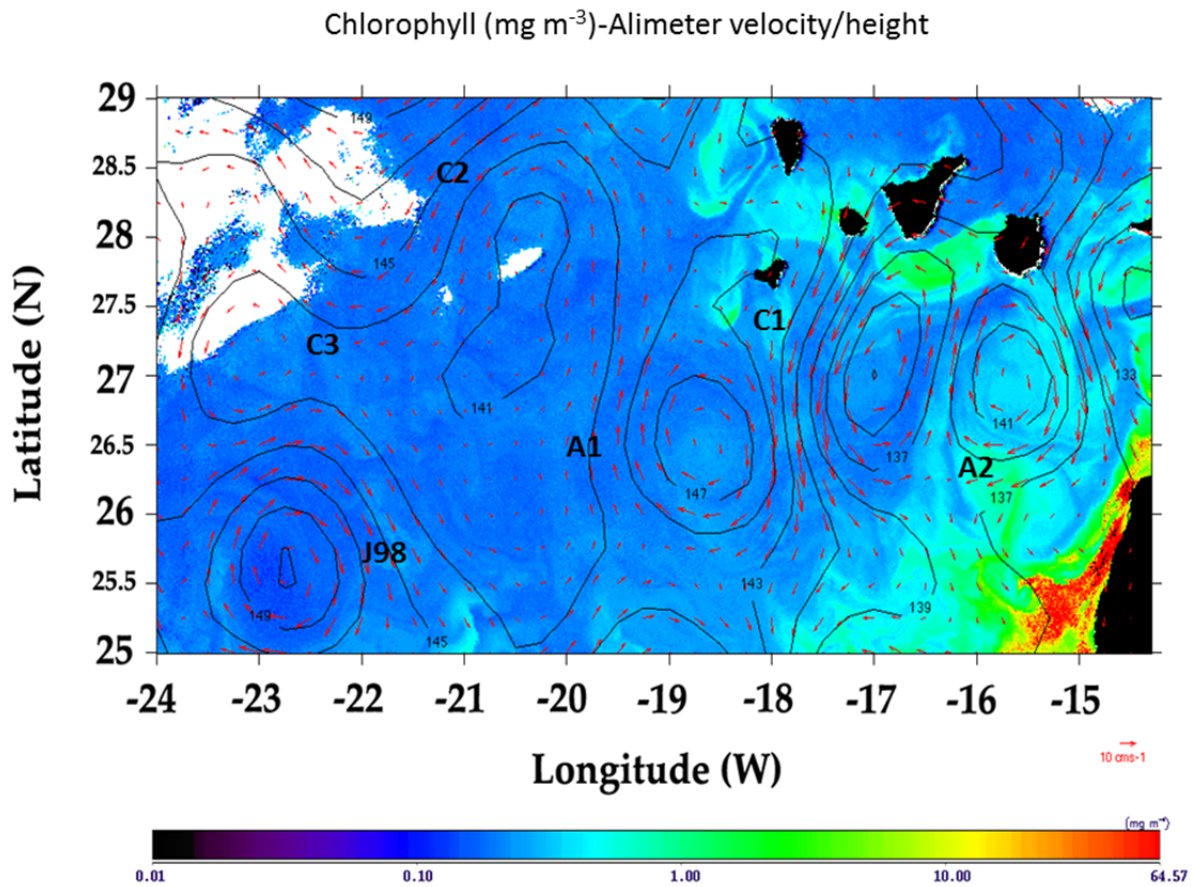 Chlorophyll (mg m-3)-Alimeter velocity/height
Latitude (N)
29
28.5
28
27.5
27
26.5
26
25.5
25
149
C2
145
C3
C1
133
141
141
A1
137
A2
147
137
J98
143
149
139
145
-24 -23 -22 -21 -20 -19 -18 -17 -16 -15
Longitude (W)
10 cms-1
(mg m-3)
0.01 0.10 1.00 10.00 64.57